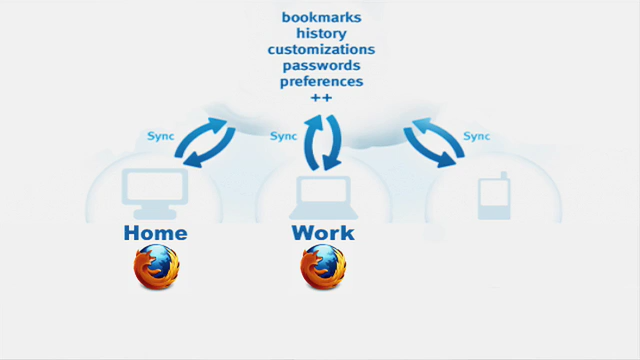 bookmarks
history
customizations
passwords
preferences
++
Sync
Sync
Sync
Home
Work